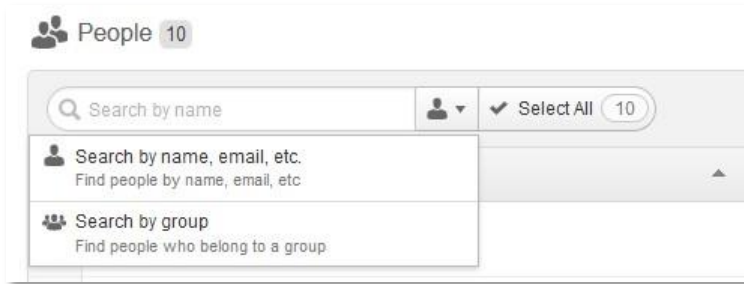 People 10
Search by name
Select All 10
Search by name, email, etc.
Find people by name, email, etc
Search by group
Find people who belong to a group